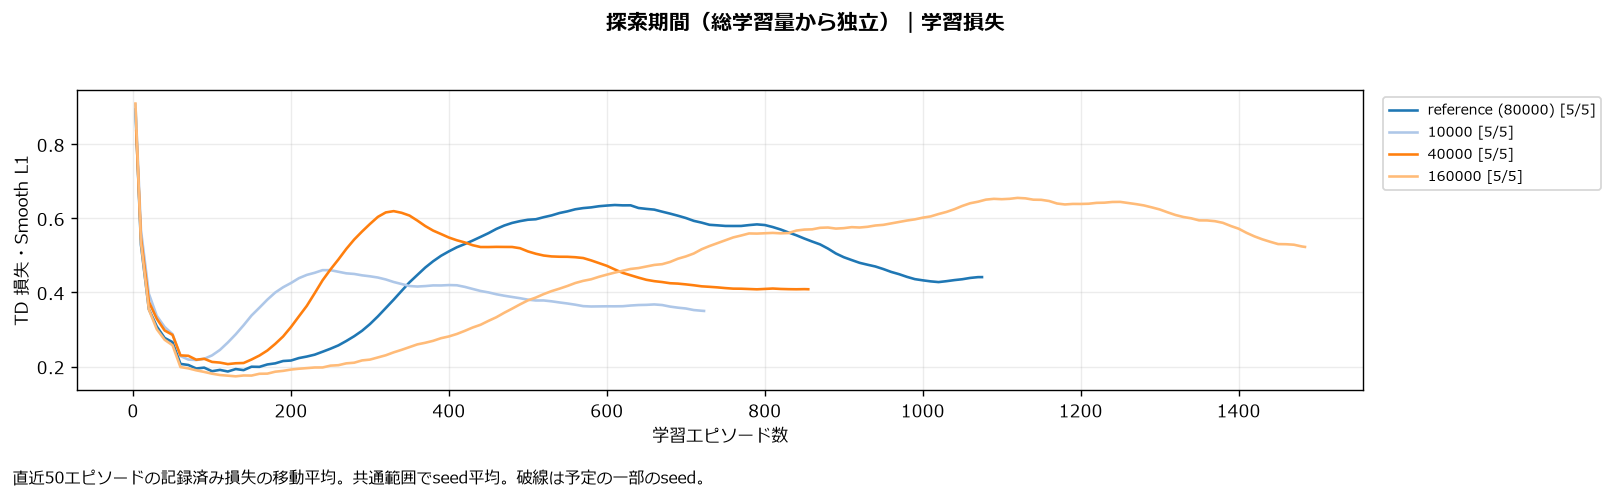 探索期間（総学習量から独立）｜学習損失
reference (80000) [5/5]
10000 [5/5]
40000 [5/5]
160000 [5/5]
TD 損失・Smooth L1
0.8
0.6
0.4
0.2
0 200 400 600 800 1000 1200 1400
学習エピソード数
直近50エピソードの記録済み損失の移動平均。共通範囲でseed平均。破線は予定の一部のseed。